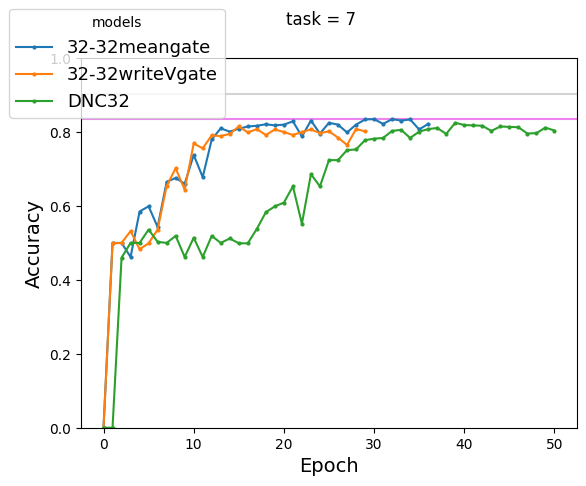 task = 7
models
32-32meangate
32-32writeVgate
DNC32
1.0
0.8
0.6
0.4
0.2
0.0
Accuracy
0 10 20 30 40 50
Epoch